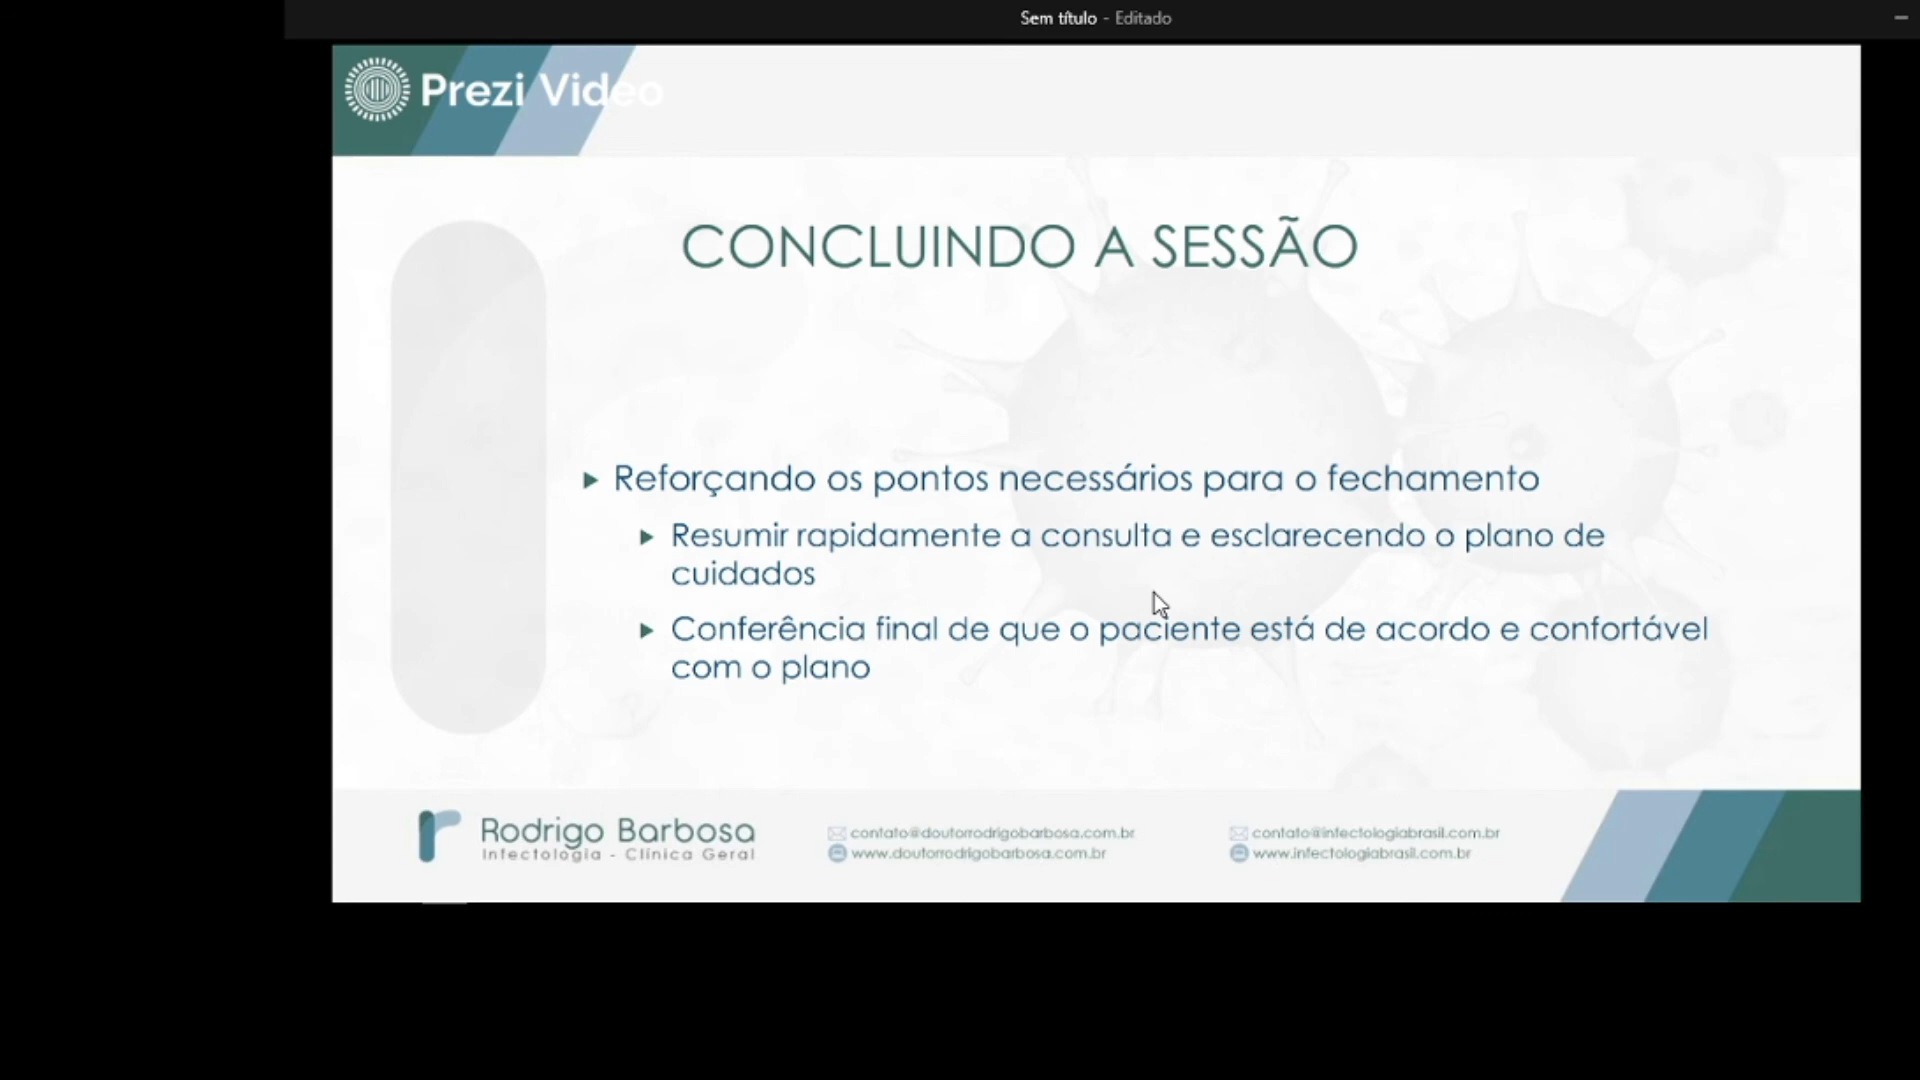 Sem título - Editado
Prezi Video
CONCLUINDO A SESSÃO
Reforçando os pontos necessários para o fechamento
Resumir rapidamente a consulta e esclarecendo o plano de
cuidados
Conferência final de que o paciente está de acordo e confortável
com o plano
Rodrigo Barbosa
Infectologia - Clínica Geral
contato@doutorrodrigobarbosa.com.br
www.doutorrodrigobarbosa.com.br
contato@infectologiabrasil.com.br
www.infectologiabrasil.com.br